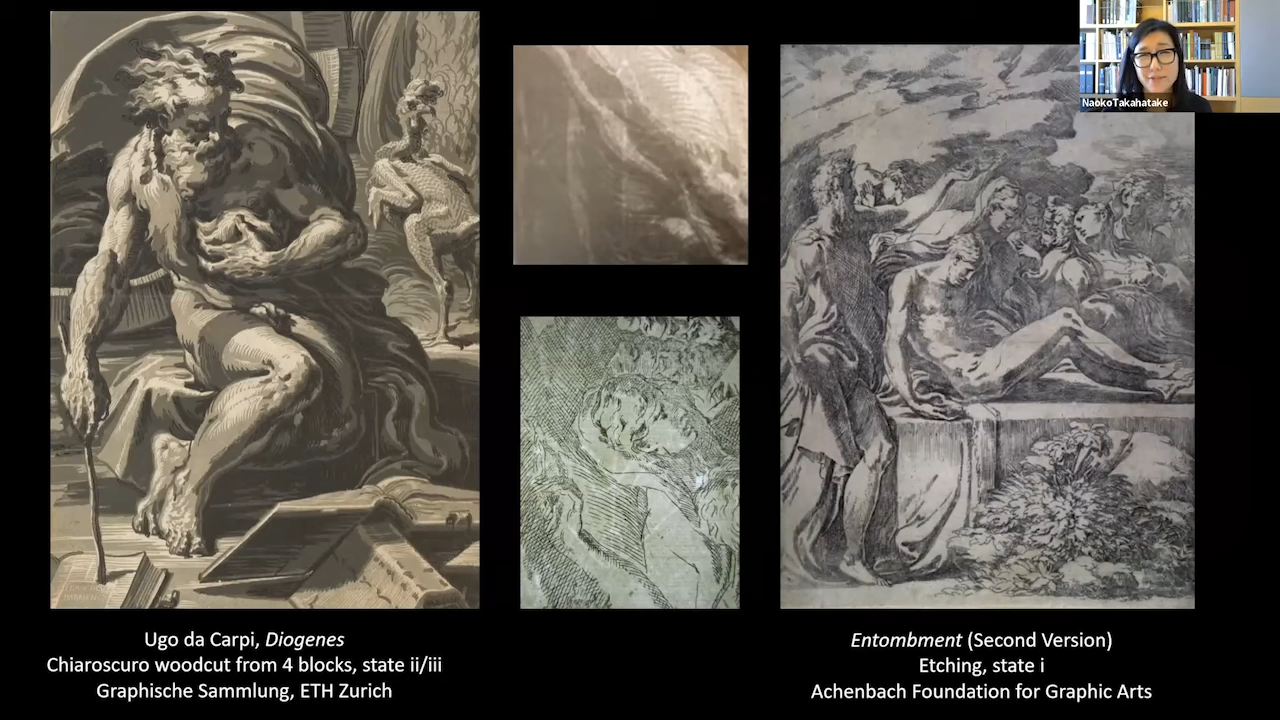 NaokoTakahatake
Ugo da Carpi, Diogenes
Chiaroscuro woodcut from 4 blocks, state ii/iii
Graphische Sammlung, ETH Zurich
Entombment (Second Version)
Etching, state i
Achenbach Foundation for Graphic Arts